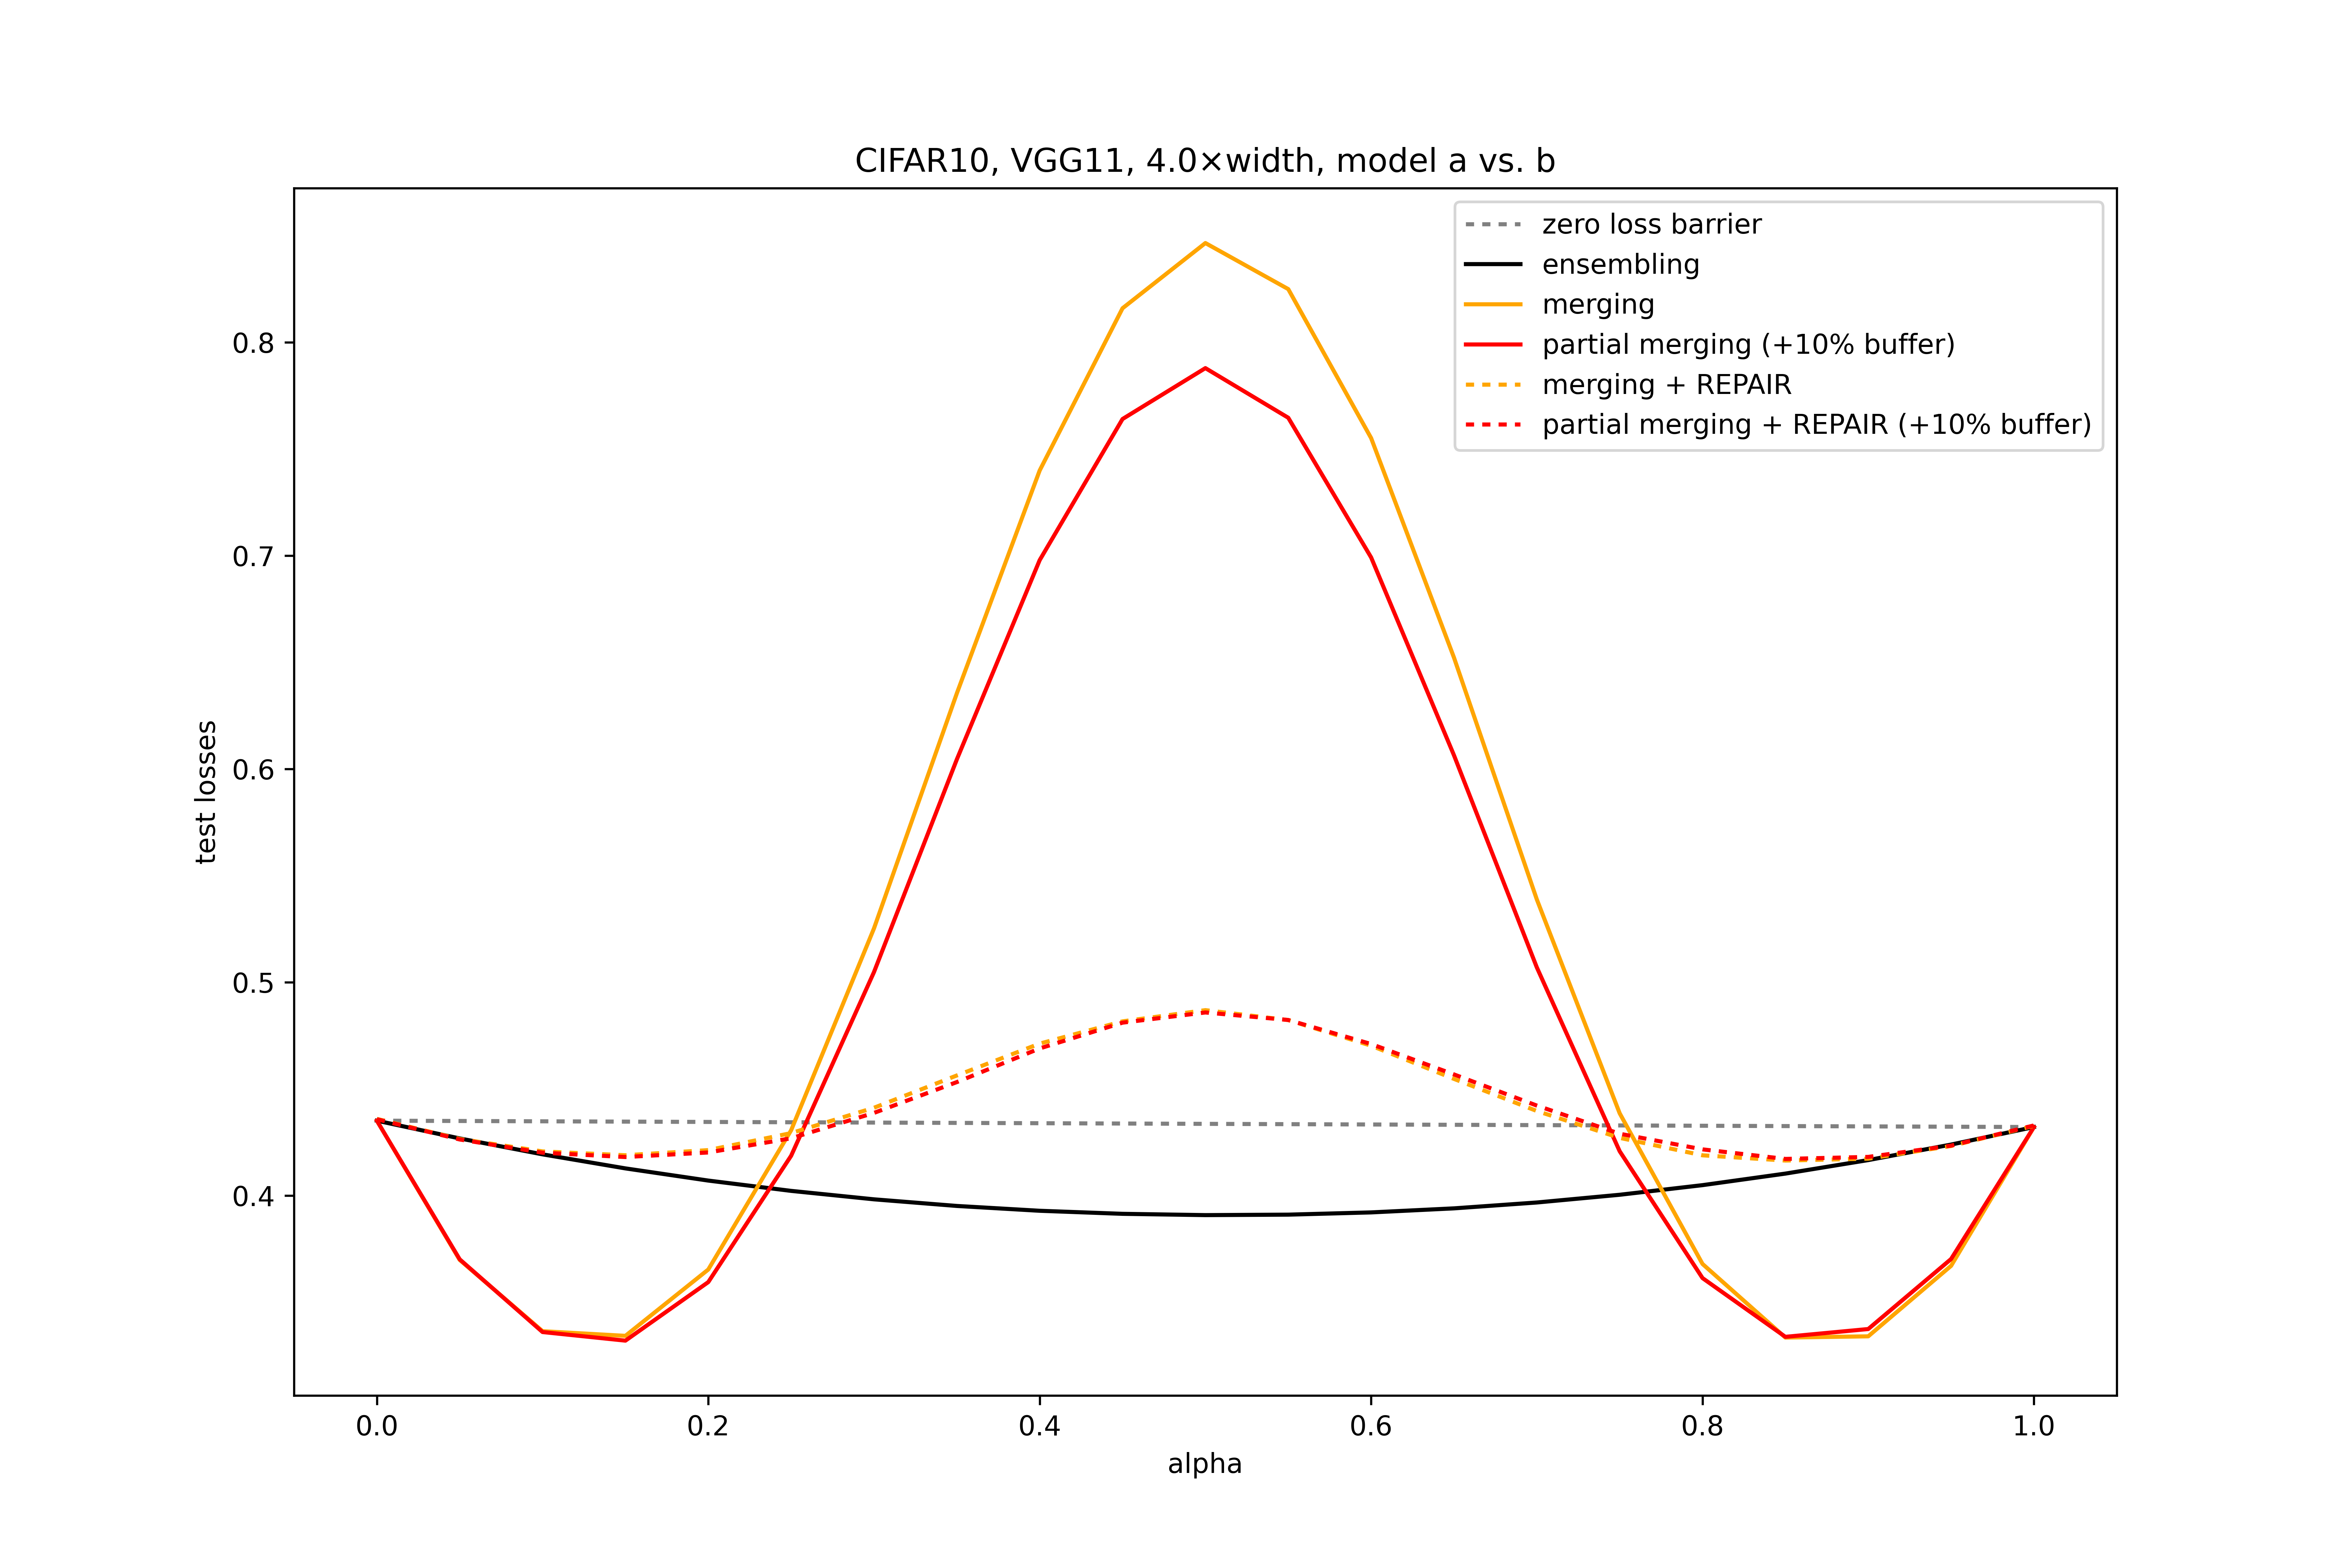 CIFAR10, VGG11, 4.0×width, model a vs. b
zero loss barrier
ensembling
merging
partial merging (+10% buffer)
merging + REPAIR
partial merging + REPAIR (+10% buffer)
test losses
0.8
0.7
0.6
0.5
0.4
0.0 0.2 0.4 0.6 0.8 1.0
alpha